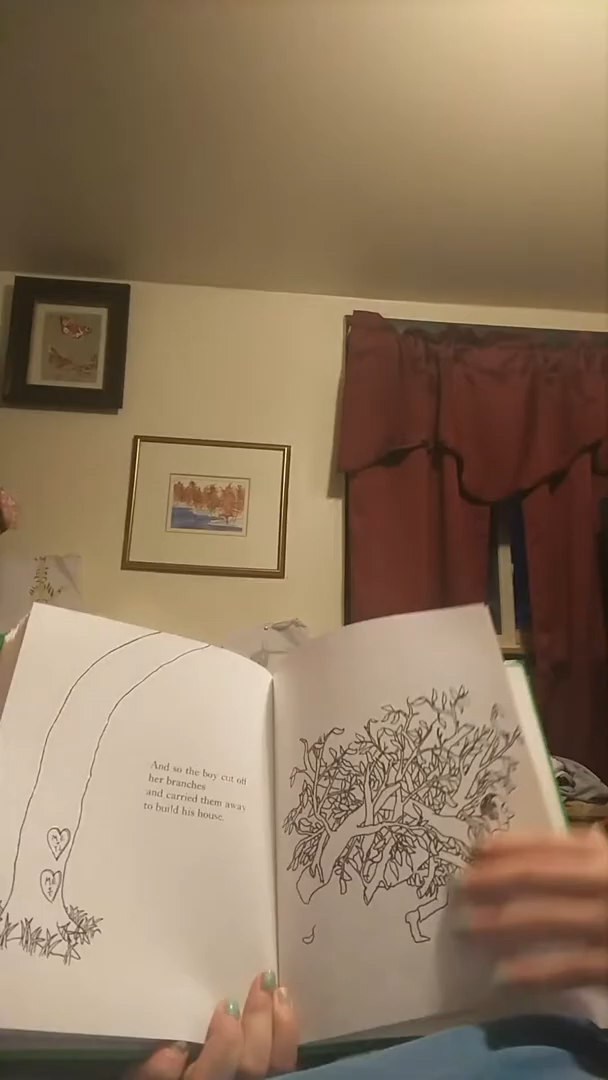 And so the boy cut off
her branches
and carried them away
to build his house.